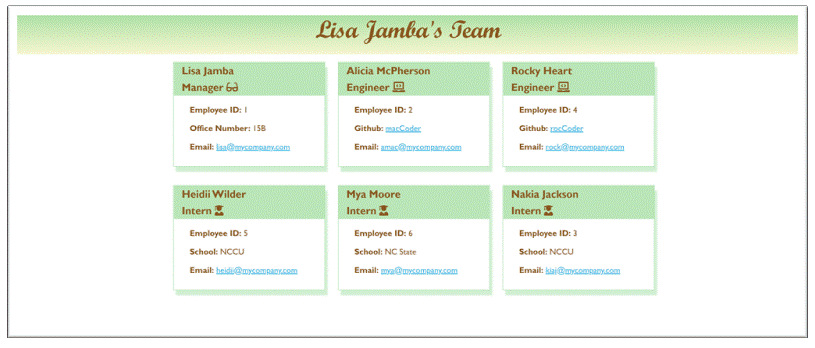 Lisa Jamba's Team
Lisa Jamba
Manager
Employee ID: 1
Office Number: 15B
Email: lisa@mycompany.com
Alicia McPherson
Engineer
Employee ID: 2
Github: macCoder
Email: amac@mycompany.com
Rocky Heart
Engineer
Employee ID: 4
Github: rocCoder
Email: rock@mycompany.com
Heidii Wilder
Intern
Employee ID: 5
School: NCCU
Email: heidii@mycompany.com
Mya Moore
Intern
Employee ID: 6
School: NC State
Email: mya@mycompany.com
Nakia Jackson
Intern
Employee ID: 3
School: NCCU
Email: kiaj@mycompany.com